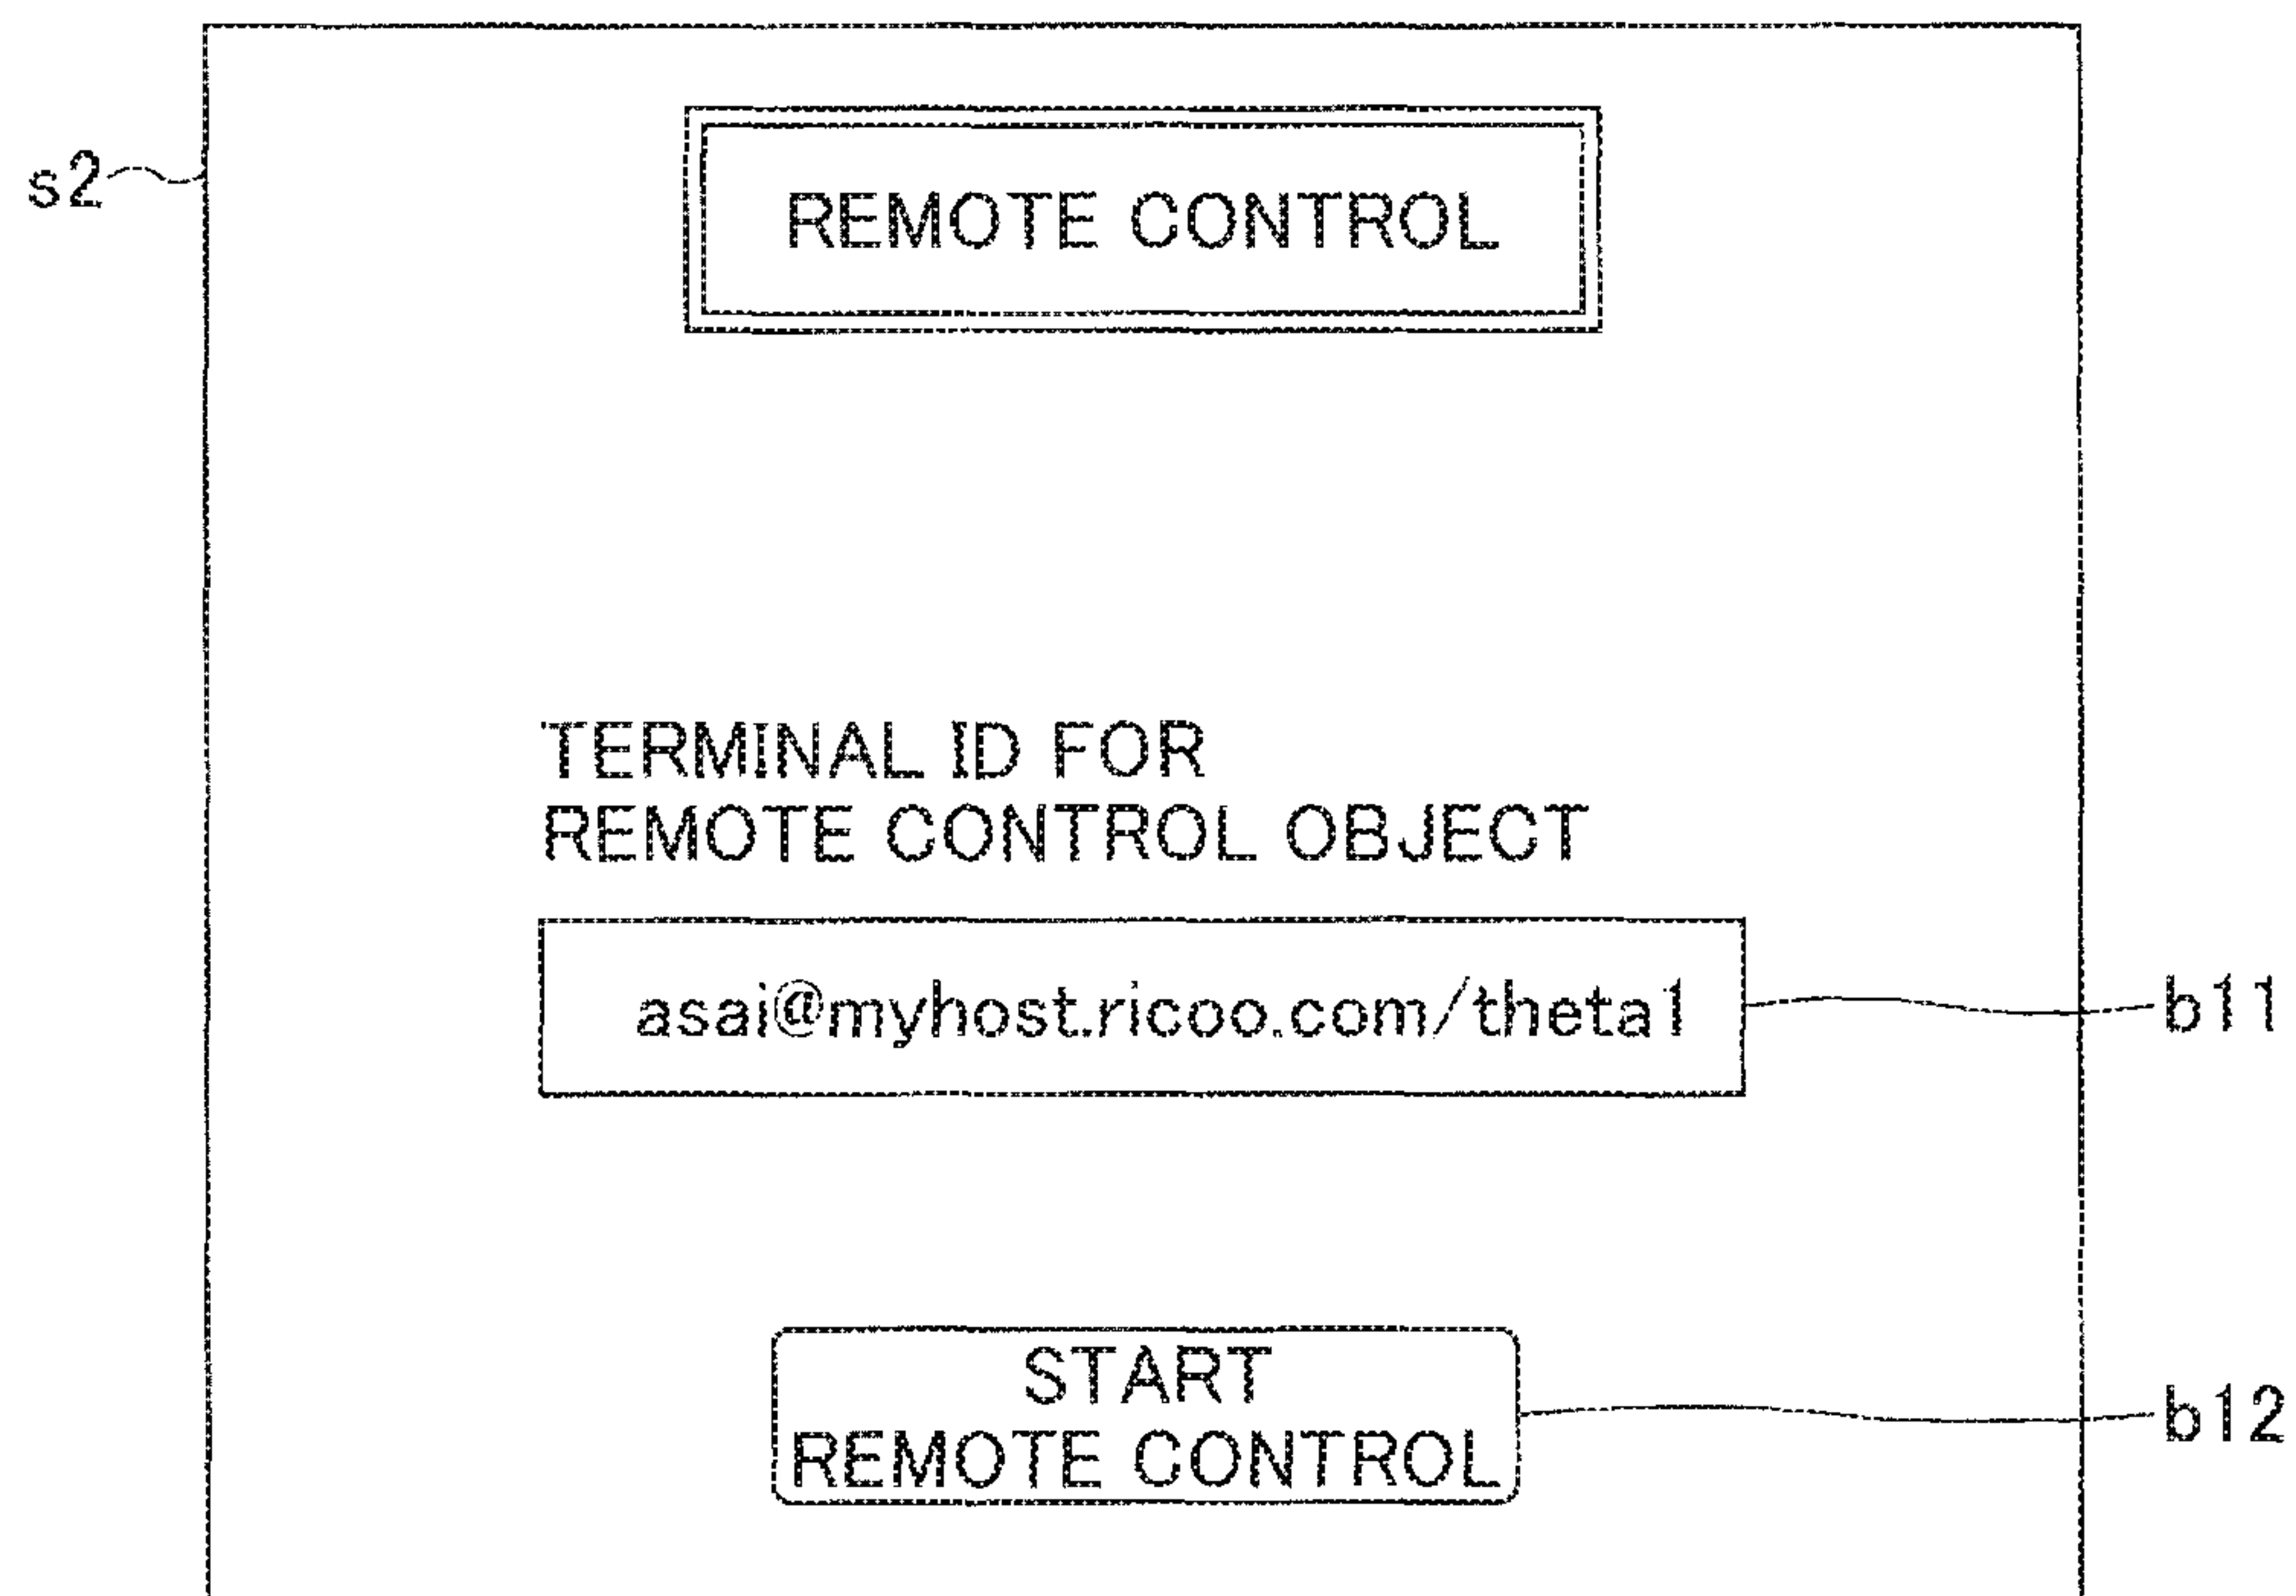 s2
REMOTE CONTROL
TERMINAL ID FOR
REMOTE CONTROL OBJECT
asai@myhost.ricoo.com/theta1
b11
START
REMOTE CONTROL
b12